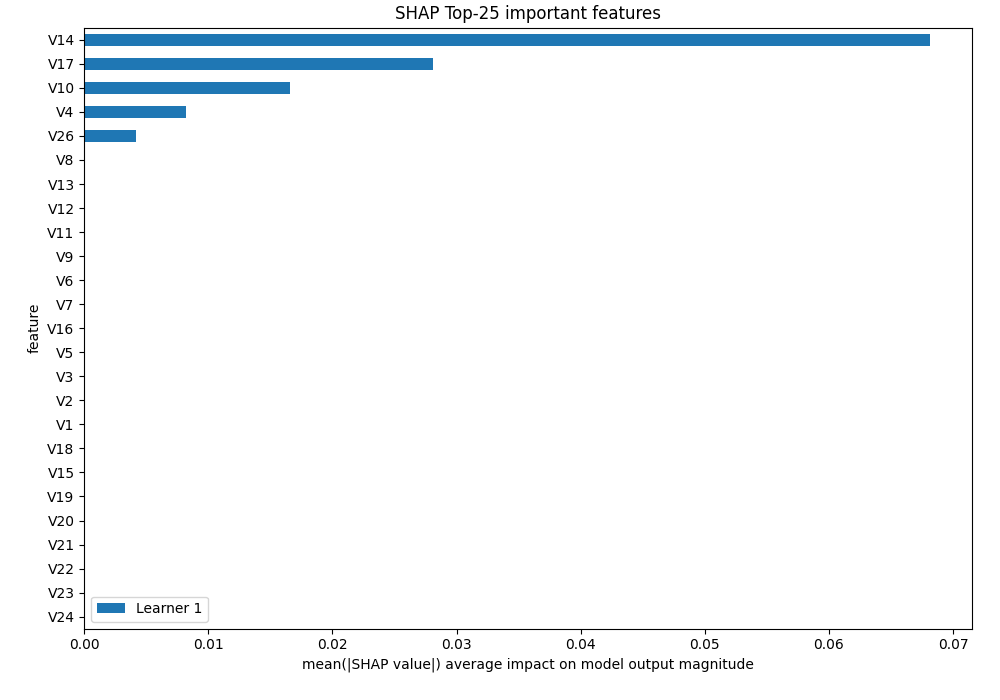 SHAP Top-25 important features
V14
V17
V10
V4
V26
V8
V13
V12
V11
V9
V6
V7
V16
V5
V3
V2
V1
V18
V15
V19
V20
V21
V22
V23
V24
feature
Learner 1
0.00 0.01 0.02 0.03 0.04 0.05 0.06 0.07
mean(|SHAP value|) average impact on model output magnitude